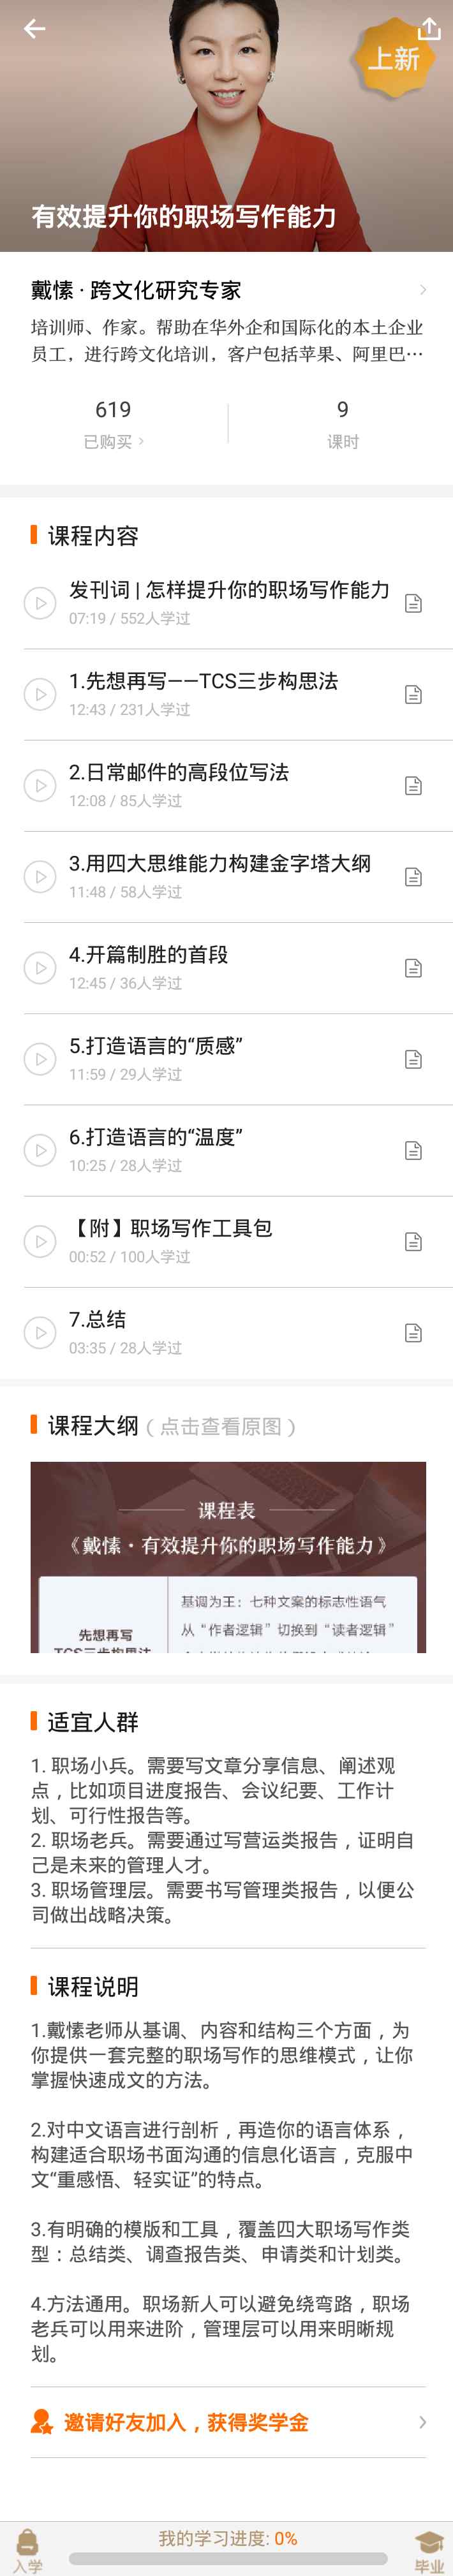 上新
有效提升你的职场写作能力
戴愫 · 跨文化研究专家
培训师、作家。帮助在华外企和国际化的本土企业
员工，进行跨文化培训，客户包括苹果、阿里巴…
619
已购买
9
课时
课程内容
发刊词 | 怎样提升你的职场写作能力
07:19 / 552人学过
1.先想再写——TCS三步构思法
12:43 / 231人学过
2.日常邮件的高段位写法
12:08 / 85人学过
3.用四大思维能力构建金字塔大纲
11:48 / 58人学过
4.开篇制胜的首段
12:45 / 36人学过
5.打造语言的“质感”
11:59 / 29人学过
6.打造语言的“温度”
10:25 / 28人学过
【附】职场写作工具包
00:52 / 100人学过
7.总结
03:35 / 28人学过
课程大纲（点击查看原图）
课程表
《戴愫·有效提升你的职场写作能力》
基调为王：七种文案的标志性语气
从“作者逻辑”切换到“读者逻辑”
先想再写
TCS三步构思法
适宜人群
1. 职场小兵。需要写文章分享信息、阐述观
点，比如项目进度报告、会议纪要、工作计
划、可行性报告等。
2. 职场老兵。需要通过写营运类报告，证明自
己是未来的管理人才。
3. 职场管理层。需要书写管理类报告，以便公
司做出战略决策。
课程说明
1.戴愫老师从基调、内容和结构三个方面，为
你提供一套完整的职场写作的思维模式，让你
掌握快速成文的方法。
2.对中文语言进行剖析，再造你的语言体系，
构建适合职场书面沟通的信息化语言，克服中
文“重感悟、轻实证”的特点。
3.有明确的模版和工具，覆盖四大职场写作类
型：总结类、调查报告类、申请类和计划类。
4.方法通用。职场新人可以避免绕弯路，职场
老兵可以用来进阶，管理层可以用来明晰规
划。
邀请好友加入，获得奖学金
我的学习进度: 0%
入学
毕业